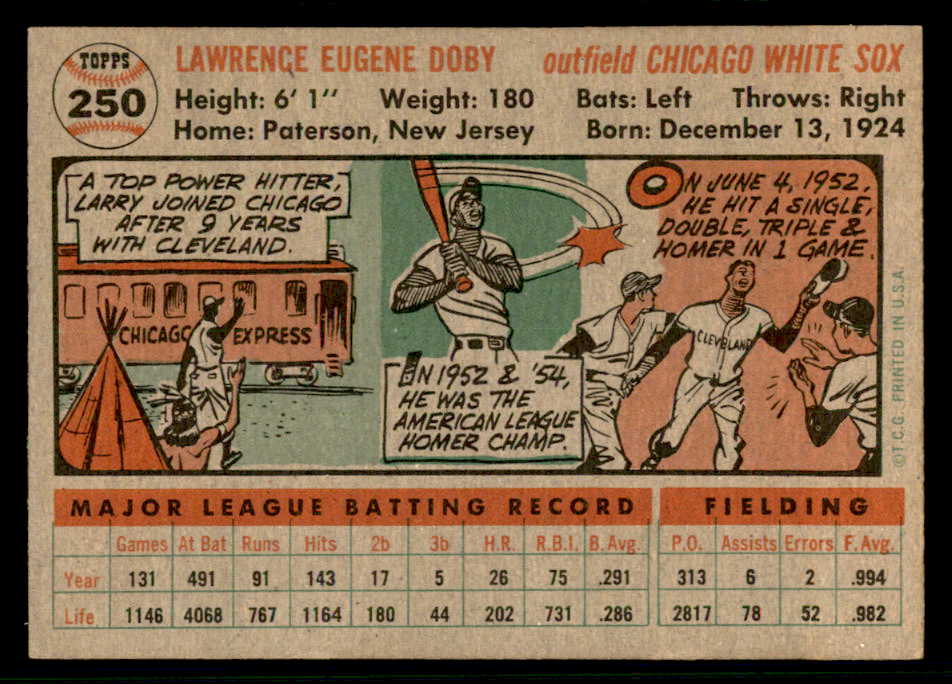 TOPPS
250
LAWRENCE EUGENE DOBY outfield CHICAGO WHITE SOX
Height: 6' 1" Weight: 180 Bats: Left Throws: Right
Home: Paterson, New Jersey Born: December 13, 1924
A TOP POWER HITTER,
LARRY JOINED CHICAGO
AFTER 9 YEARS
WITH CLEVELAND.
CHICAGO EXPRESS
IN 1952 & '54,
HE WAS THE
AMERICAN LEAGUE
HOMER CHAMP.
ON JUNE 4, 1952,
HE HIT A SINGLE,
DOUBLE, TRIPLE &
HOMER IN 1 GAME.
CLEVELAND
©T.C.G. PRINTED IN U.S.A.
MAJOR LEAGUE BATTING RECORD FIELDING
Games At Bat Runs Hits 2b 3b H.R. R.B.I. B.Avg. P.O. Assists Errors F.Avg.
Year 131 491 91 143 17 5 26 75 .291 313 6 2 .994
Life 1146 4068 767 1164 180 44 202 731 .286 2817 78 52 .982